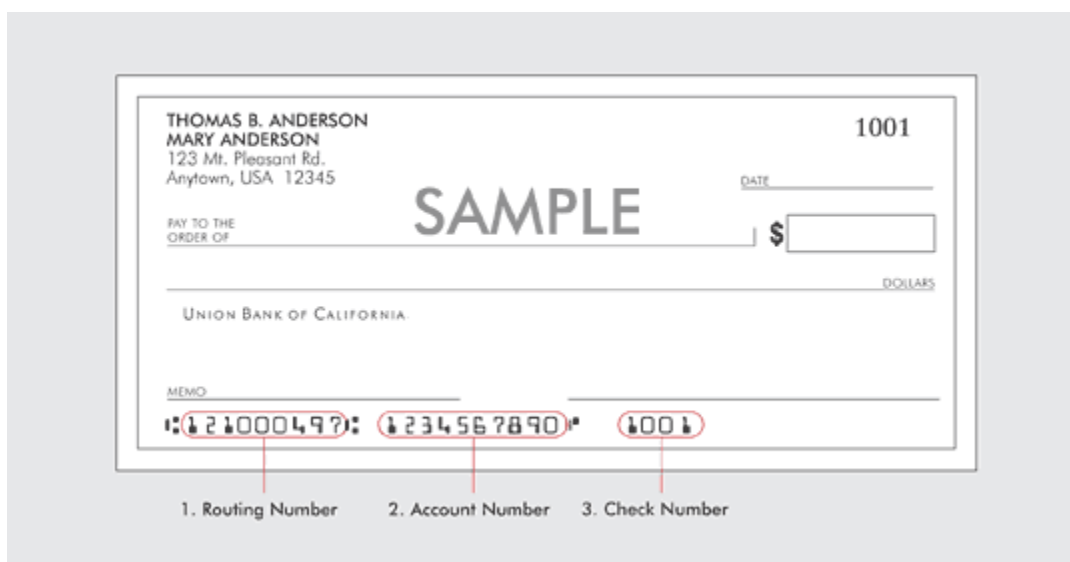 THOMAS B. ANDERSON
MARY ANDERSON
123 Mt. Pleasant Rd.
Anytown, USA 12345
1001
SAMPLE
DATE
PAY TO THE
ORDER OF
$
DOLLARS
UNION BANK OF CALIFORNIA
MEMO
⑆121000497⑆ 1234567890⑈ 1001
1. Routing Number 2. Account Number 3. Check Number